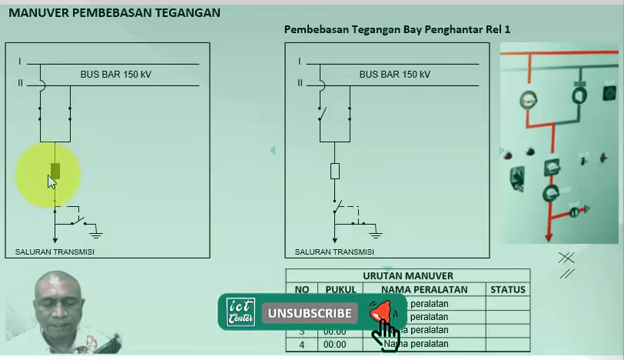 MANUVER PEMBEBASAN TEGANGAN
Pembebasan Tegangan Bay Penghantar Rel 1
I
BUS BAR 150 kV
II
SALURAN TRANSMISI
I
BUS BAR 150 kV
II
SALURAN TRANSMISI
URUTAN MANUVER
NO PUKUL NAMA PERALATAN STATUS
peralatan
peralatan
3 00:00 Nama peralatan
4 00:00 Nama peralatan
ict
Center
UNSUBSCRIBE